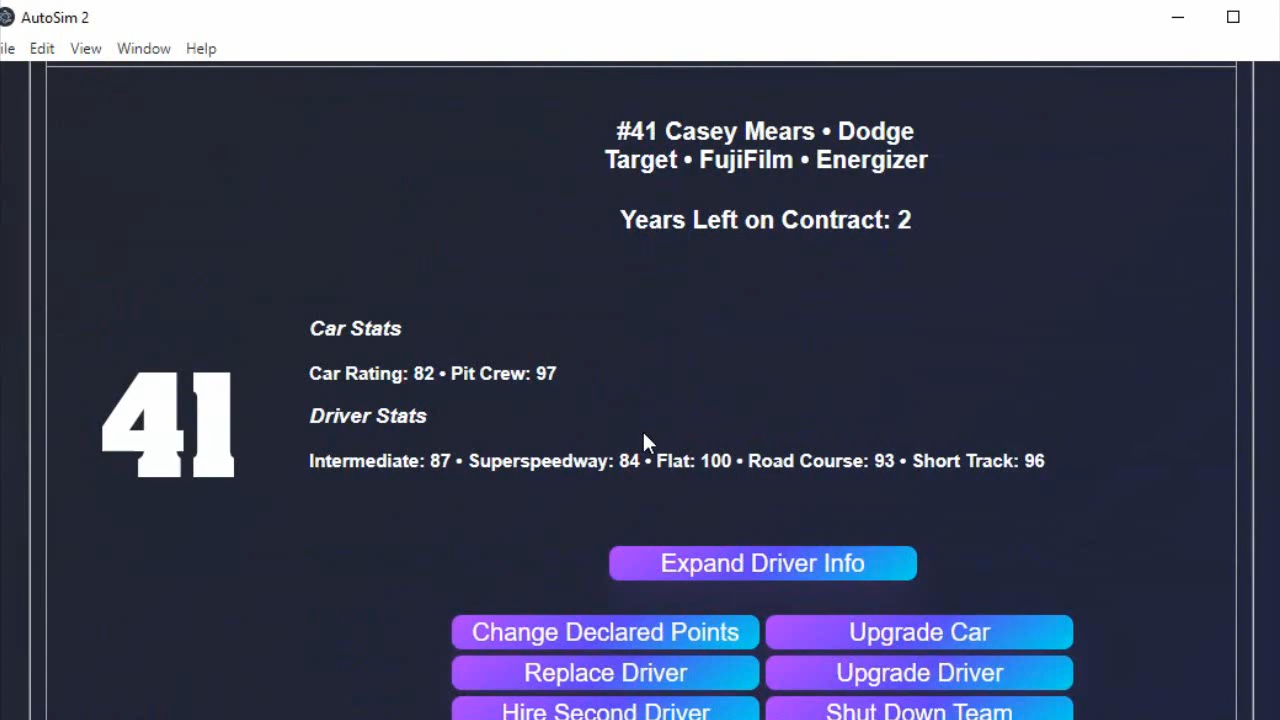 AutoSim 2
ile Edit View Window Help
#41 Casey Mears • Dodge
Target • FujiFilm • Energizer
Years Left on Contract: 2
Car Stats
Car Rating: 82 • Pit Crew: 97
Driver Stats
41
Intermediate: 87 • Superspeedway: 84 • Flat: 100 • Road Course: 93 • Short Track: 96
Expand Driver Info
Change Declared Points Upgrade Car
Replace Driver Upgrade Driver
Hire Second Driver Shut Down Team